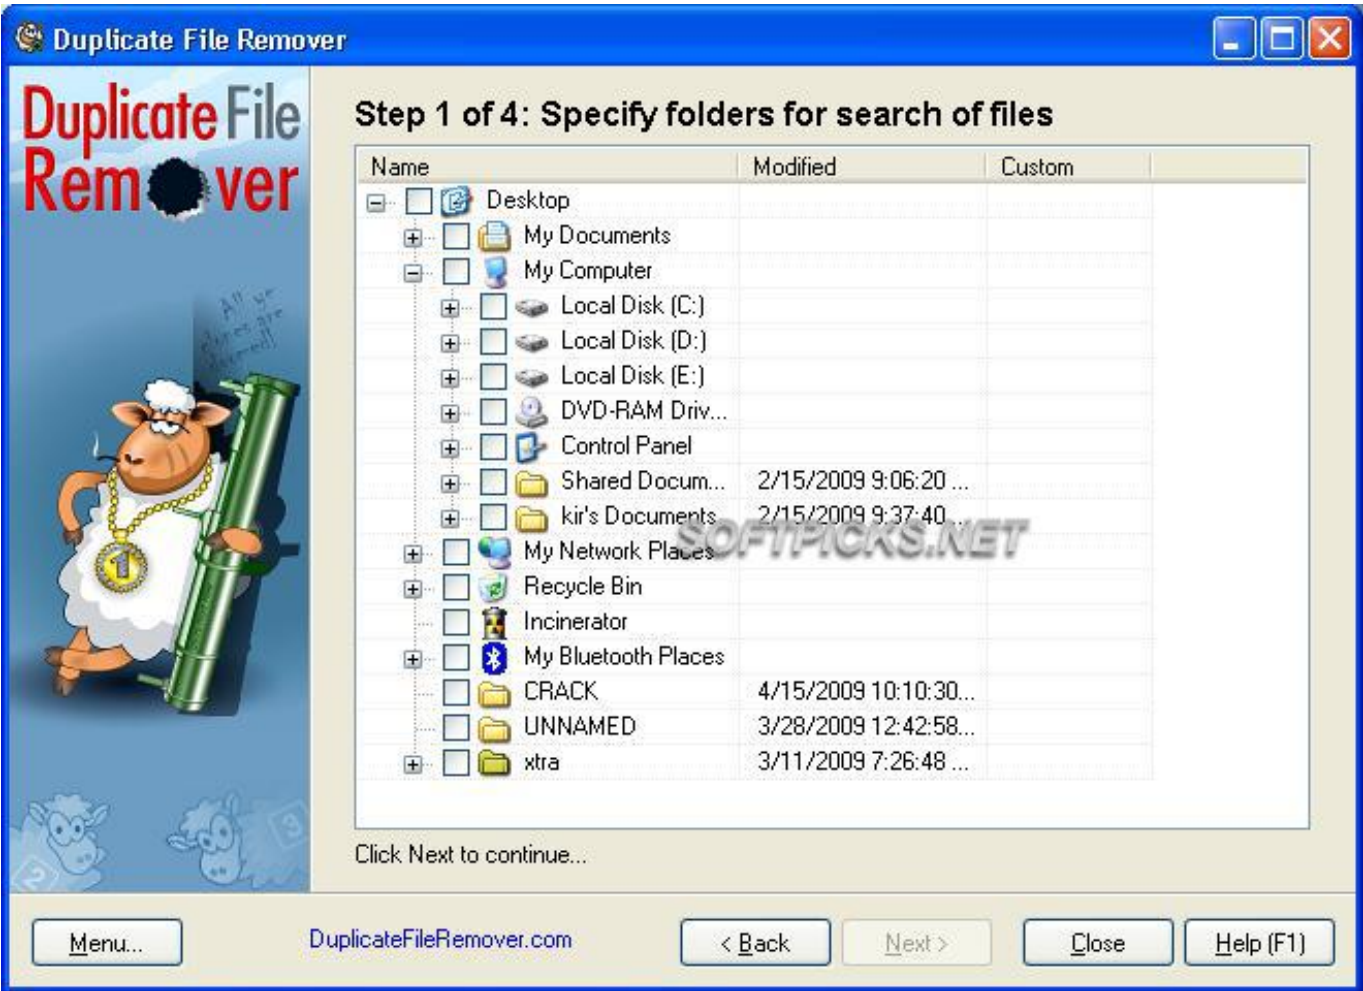 Duplicate File Remover
Duplicate File
Rem ver
All yr
Step 1 of 4: Specify folders for search of files
Name Modified Custom
Desktop
My Documents
My Computer
Local Disk (C:)
Local Disk (D:)
Local Disk (E:)
DVD-RAM Driv...
Control Panel
Shared Docum... 2/15/2009 9:06:20 ...
kir's Documents 2/15/2009 9:37:40...
SOFTPICKS.NET
My Network Places
Recycle Bin
Incinerator
My Bluetooth Places
CRACK 4/15/2009 10:10:30...
UNNAMED 3/28/2009 12:42:58...
xtra 3/11/2009 7:26:48 ...
1
2
3
Click Next to continue...
Menu... DuplicateFileRemover.com < Back Next > Close Help (F1)